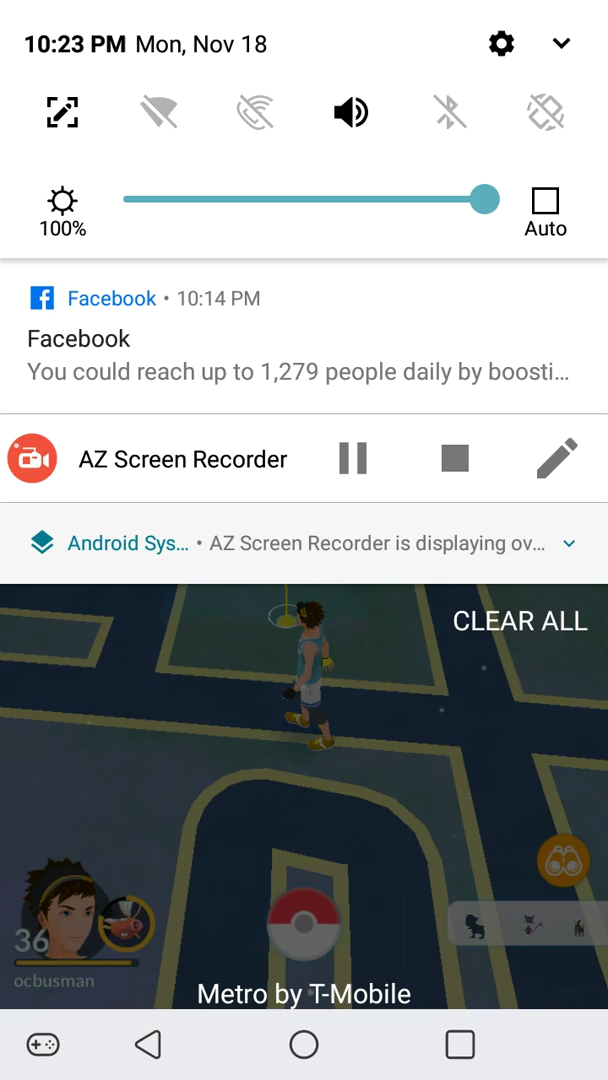 10:23 PM Mon, Nov 18
100%
Auto
Facebook • 10:14 PM
Facebook
You could reach up to 1,279 people daily by boosti...
AZ Screen Recorder
Android Sys... • AZ Screen Recorder is displaying ov...
CLEAR ALL
36
ocbusman
Metro by T-Mobile